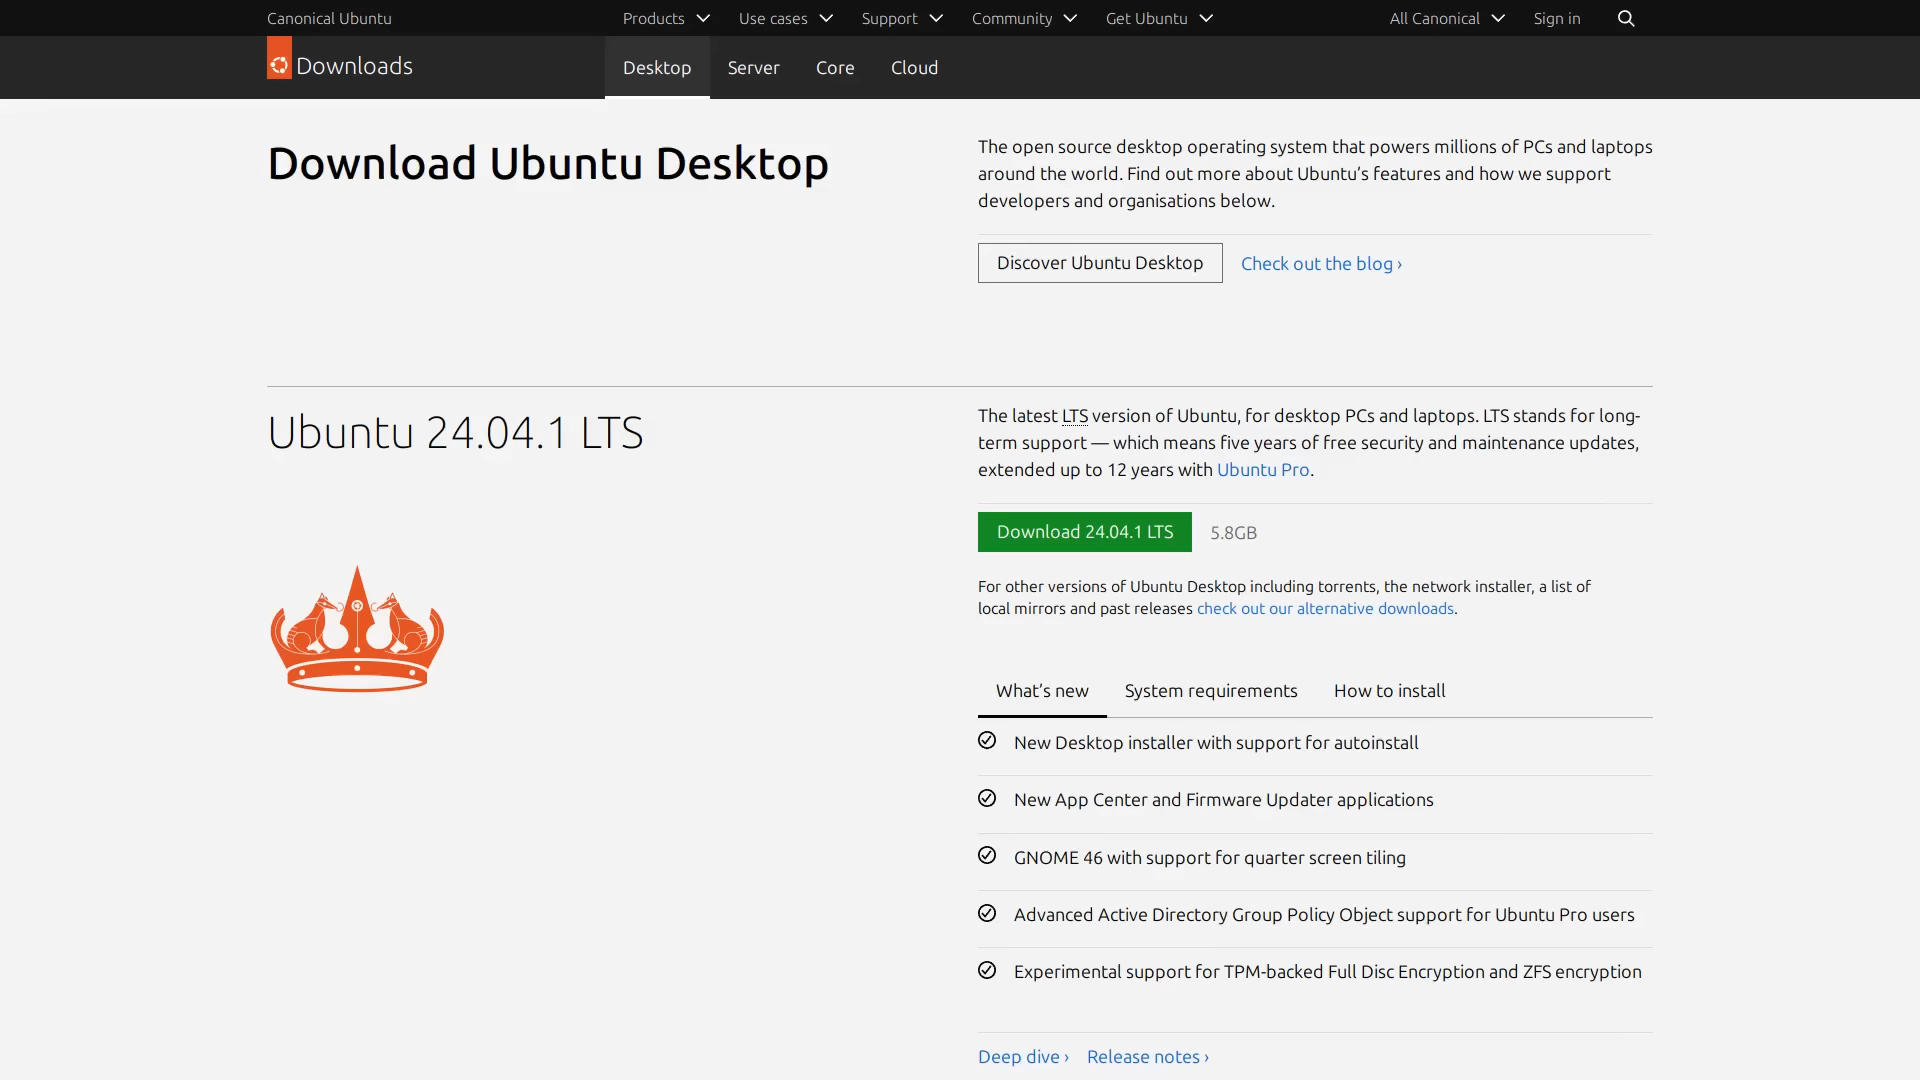 Canonical Ubuntu
Products
Use cases
Support
Community
Get Ubuntu
All Canonical
Sign in
Downloads
Desktop
Server
Core
Cloud
Download Ubuntu Desktop
The open source desktop operating system that powers millions of PCs and laptops
around the world. Find out more about Ubuntu’s features and how we support
developers and organisations below.
Discover Ubuntu Desktop
Check out the blog ›
Ubuntu 24.04.1 LTS
The latest LTS version of Ubuntu, for desktop PCs and laptops. LTS stands for long-
term support — which means five years of free security and maintenance updates,
extended up to 12 years with Ubuntu Pro.
Download 24.04.1 LTS
5.8GB
For other versions of Ubuntu Desktop including torrents, the network installer, a list of
local mirrors and past releases check out our alternative downloads.
What’s new
System requirements
How to install
New Desktop installer with support for autoinstall
New App Center and Firmware Updater applications
GNOME 46 with support for quarter screen tiling
Advanced Active Directory Group Policy Object support for Ubuntu Pro users
Experimental support for TPM-backed Full Disc Encryption and ZFS encryption
Deep dive ›
Release notes ›